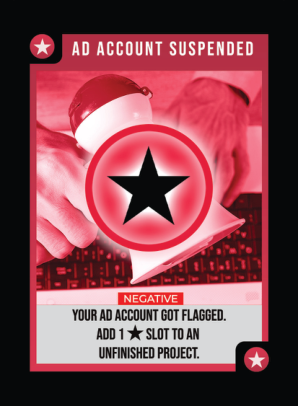 AD ACCOUNT SUSPENDED
NEGATIVE
YOUR AD ACCOUNT GOT FLAGGED.
ADD 1 ★ SLOT TO AN
UNFINISHED PROJECT.